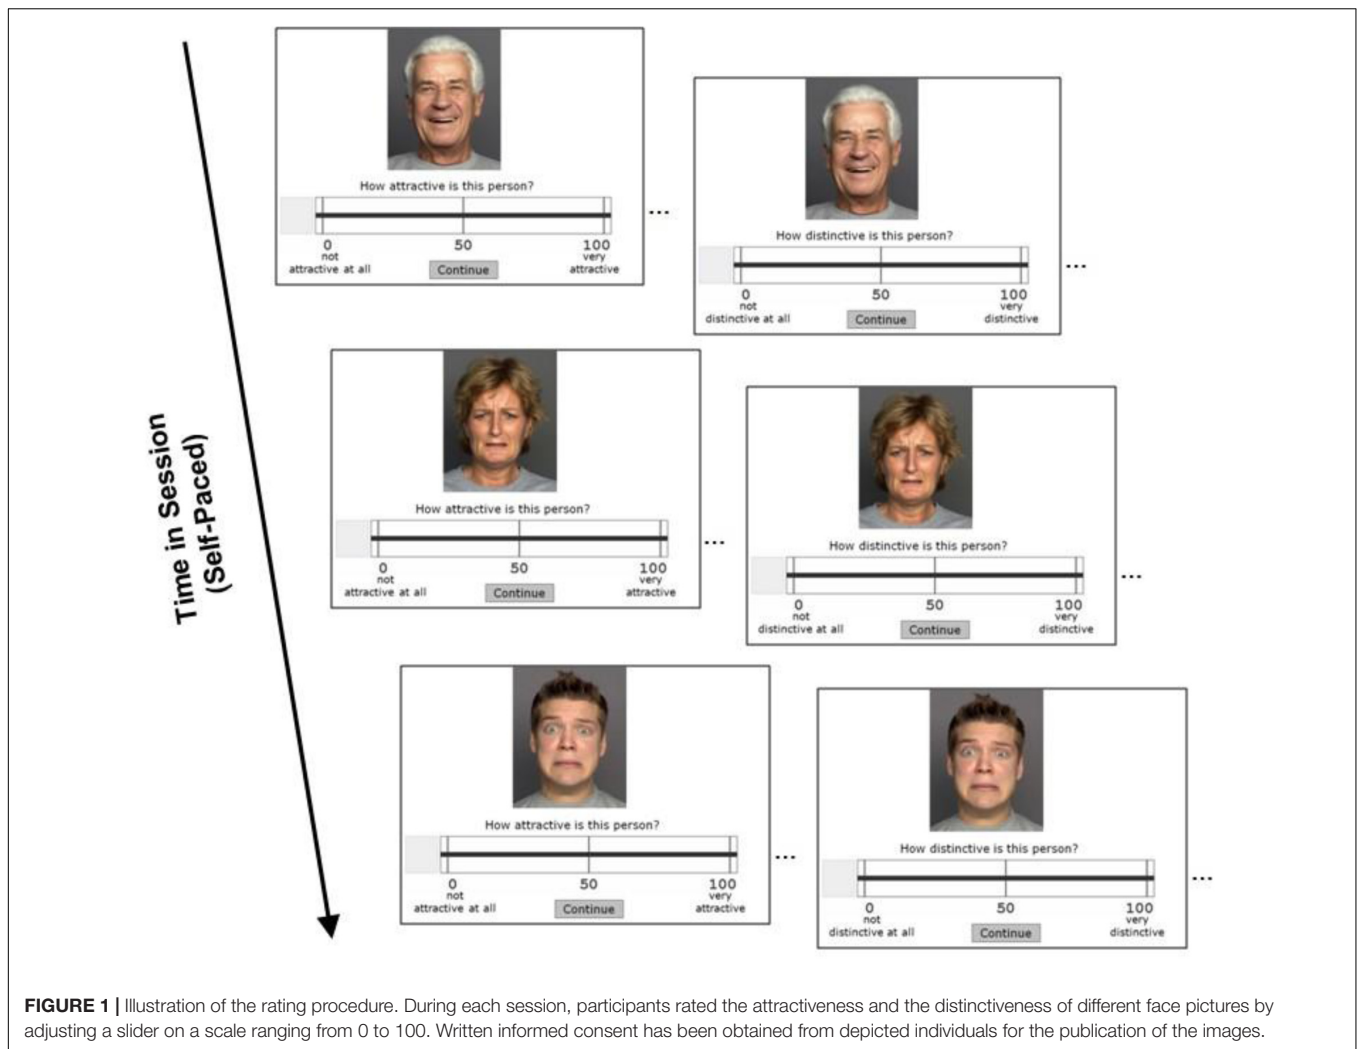 How attractive is this person?
...
0 50 100
not very
attractive at all Continue attractive
How distinctive is this person?
...
0 50 100
not very
distinctive at all Continue distinctive
How attractive is this person?
...
0 50 100
not very
attractive at all Continue attractive
How distinctive is this person?
...
0 50 100
not very
distinctive at all Continue distinctive
Time in Session
(Self-Paced)
How attractive is this person?
...
0 50 100
not very
attractive at all Continue attractive
How distinctive is this person?
...
0 50 100
not very
distinctive at all Continue distinctive
FIGURE 1 | Illustration of the rating procedure. During each session, participants rated the attractiveness and the distinctiveness of different face pictures by
adjusting a slider on a scale ranging from 0 to 100. Written informed consent has been obtained from depicted individuals for the publication of the images.